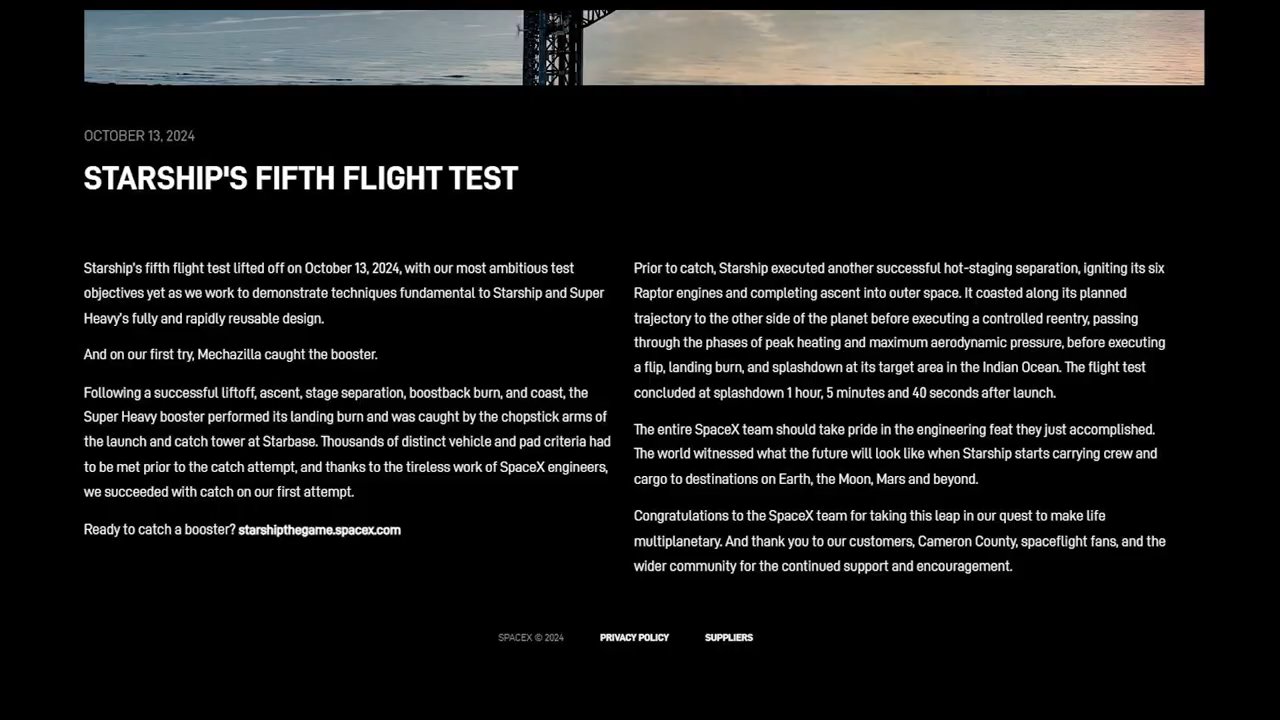 OCTOBER 13, 2024
STARSHIP'S FIFTH FLIGHT TEST
Starship's fifth flight test lifted off on October 13, 2024, with our most ambitious test
objectives yet as we work to demonstrate techniques fundamental to Starship and Super
Heavy's fully and rapidly reusable design.
And on our first try, Mechazilla caught the booster.
Following a successful liftoff, ascent, stage separation, boostback burn, and coast, the
Super Heavy booster performed its landing burn and was caught by the chopstick arms of
the launch and catch tower at Starbase. Thousands of distinct vehicle and pad criteria had
to be met prior to the catch attempt, and thanks to the tireless work of SpaceX engineers,
we succeeded with catch on our first attempt.
Ready to catch a booster? starshipthegame.spacex.com
Prior to catch, Starship executed another successful hot-staging separation, igniting its six
Raptor engines and completing ascent into outer space. It coasted along its planned
trajectory to the other side of the planet before executing a controlled reentry, passing
through the phases of peak heating and maximum aerodynamic pressure, before executing
a flip, landing burn, and splashdown at its target area in the Indian Ocean. The flight test
concluded at splashdown 1 hour, 5 minutes and 40 seconds after launch.
The entire SpaceX team should take pride in the engineering feat they just accomplished.
The world witnessed what the future will look like when Starship starts carrying crew and
cargo to destinations on Earth, the Moon, Mars and beyond.
Congratulations to the SpaceX team for taking this leap in our quest to make life
multiplanetary. And thank you to our customers, Cameron County, spaceflight fans, and the
wider community for the continued support and encouragement.
SPACEX © 2024 PRIVACY POLICY SUPPLIERS